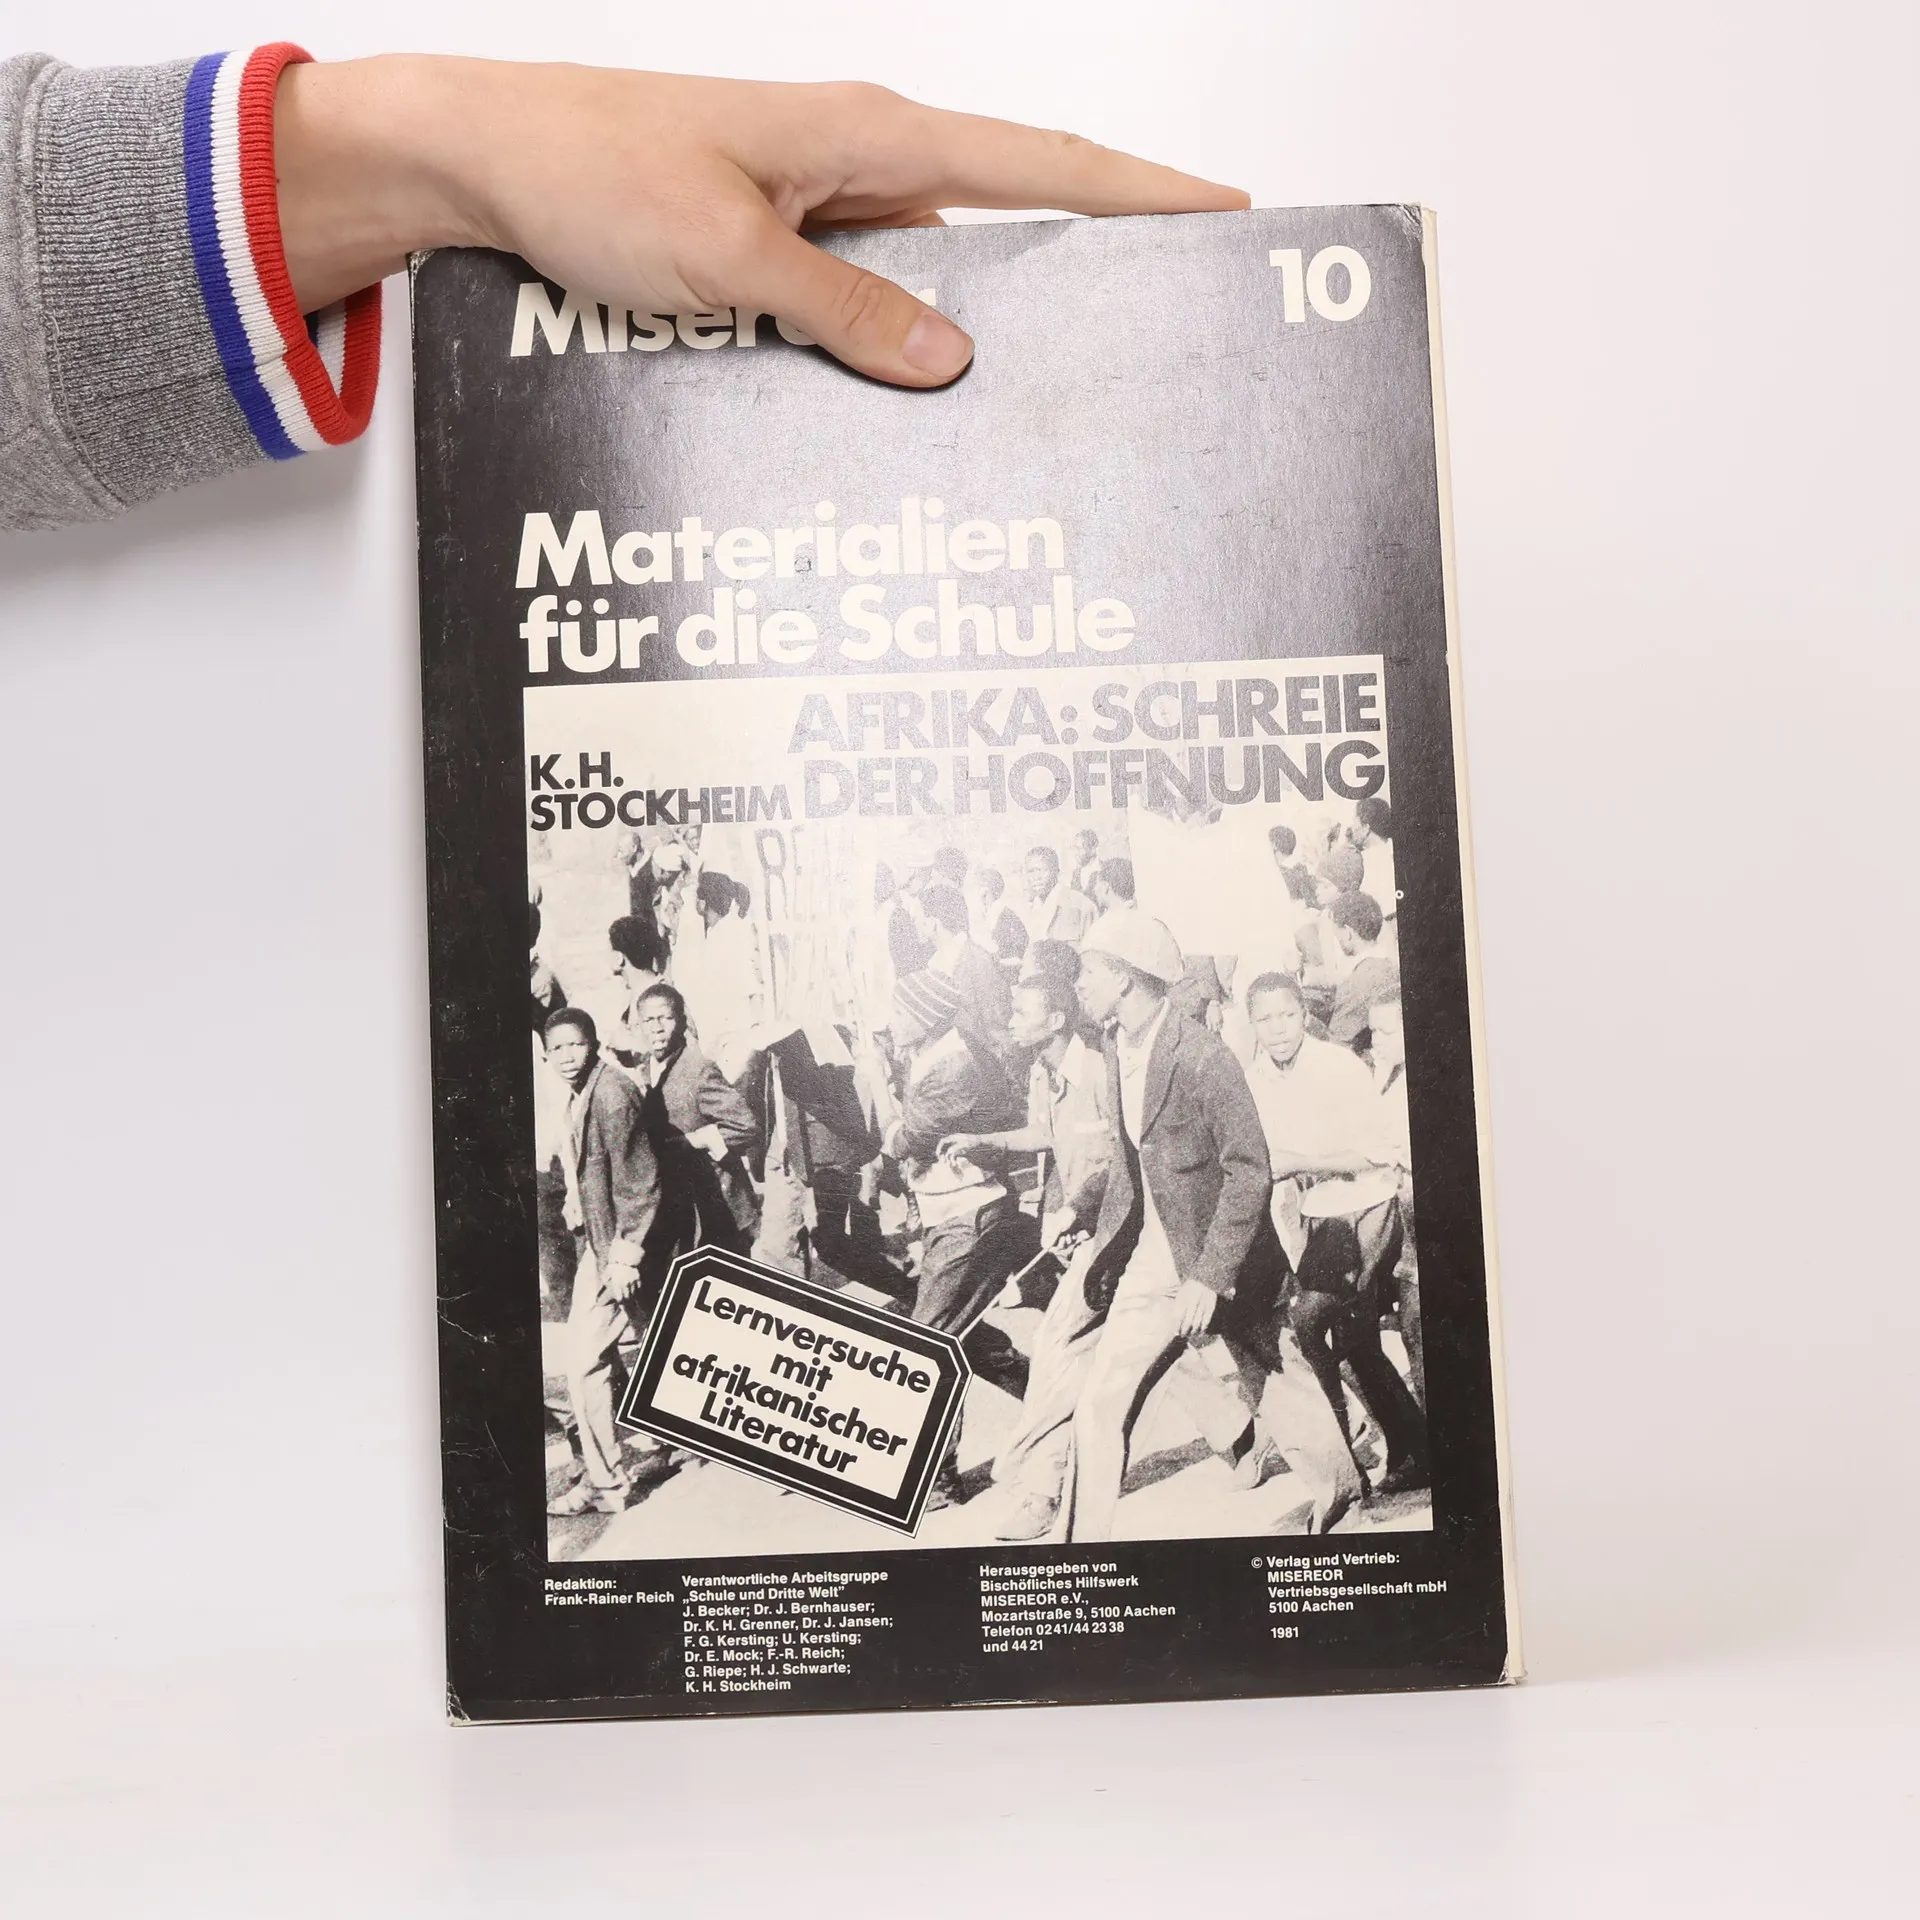 Misereor
10
Materialien
für die Schule
AFRIKA: SCHREIE
DER HOFFNUNG
K.H.
STOCKHEIM
Lernversuche
mit
afrikanischer
Literatur
Redaktion:
Frank-Rainer Reich
Verantwortliche Arbeitsgruppe
„Schule und Dritte Welt”
J. Becker; Dr. J. Bernhauser;
Dr. K. H. Grenner, Dr. J. Jansen;
F. G. Kersting; U. Kersting;
Dr. E. Mock; F.-R. Reich;
G. Riepe; H. J. Schwarte;
K. H. Stockheim
Herausgegeben von
Bischöfliches Hilfswerk
MISEREOR e.V.,
Mozartstraße 9, 5100 Aachen
Telefon 0241/44 23 38
und 44 21
© Verlag und Vertrieb:
MISEREOR
Vertriebsgesellschaft mbH
5100 Aachen
1981